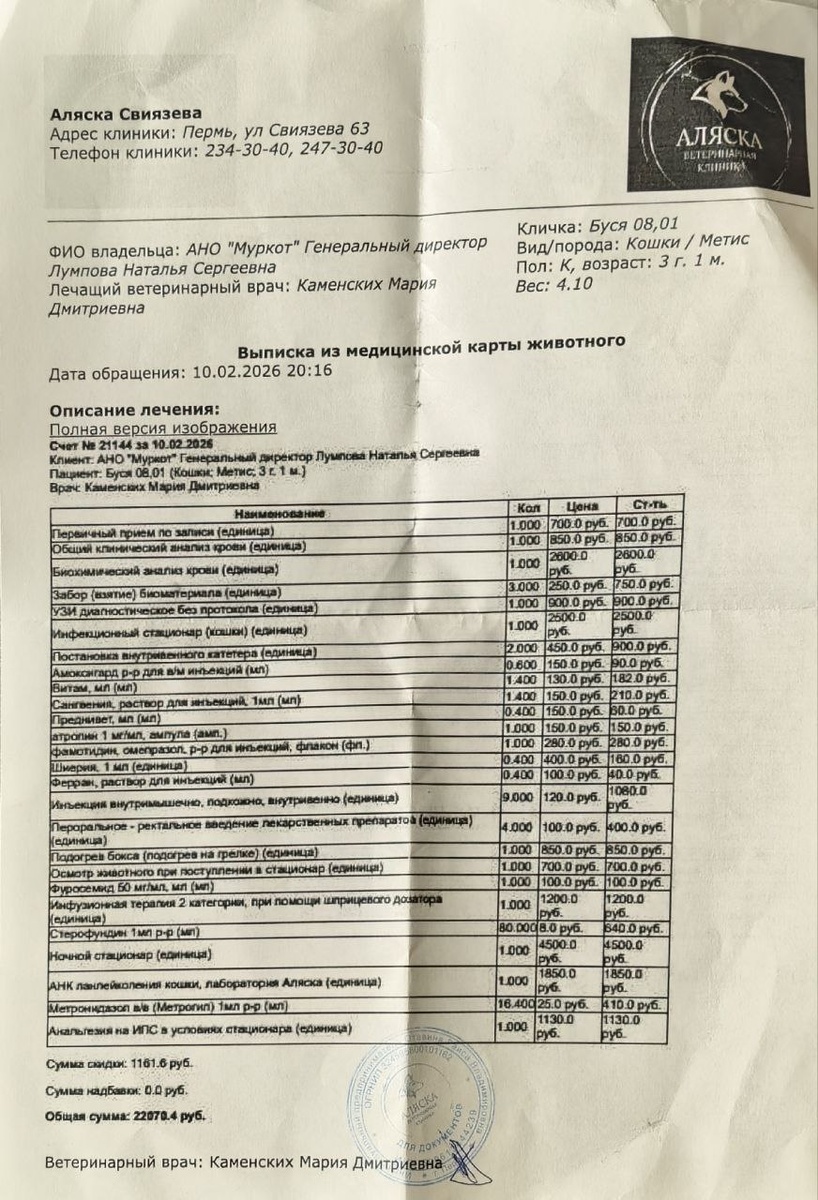 Аляска Свиязева
Адрес клиники: Пермь, ул Свиязева 63
Телефон клиники: 234-30-40, 247-30-40
АЛЯСКА
ВЕТЕРИНАРНАЯ
КЛИНИКА
ФИО владельца: АНО "Муркот" Генеральный директор
Лумпова Наталья Сергеевна
Лечащий ветеринарный врач: Каменских Мария
Дмитриевна
Кличка: Буся 08,01
Вид/порода: Кошки / Метис
Пол: К, возраст: 3 г. 1 м.
Вес: 4.10
Выписка из медицинской карты животного
Дата обращения: 10.02.2026 20:16
Описание лечения:
Полная версия изображения
Счет № 21144 за 10.02.2026
Клиент: АНО "Муркот" Генеральный директор Лумпова Наталья Сергеевна
Пациент: Буся 08,01 (Кошки; Метис; 3 г. 1 м.)
Врач: Каменских Мария Дмитриевна
Наименование Кол Цена Ст-ть
Первичный прием по записи (единица) 1.000 700.0 руб. 700.0 руб.
Общий клинический анализ крови (единица) 1.000 850.0 руб. 850.0 руб.
Биохимический анализ крови (единица) 1.000 2600.0 руб. 2600.0 руб.
Забор (взятие) биоматериала (единица) 3.000 250.0 руб. 750.0 руб.
УЗИ диагностическое без протокола (единица) 1.000 900.0 руб. 900.0 руб.
Инфекционный стационар (кошки) (единица) 1.000 2500.0 руб. 2500.0 руб.
Постановка внутривенного катетера (единица) 2.000 450.0 руб. 900.0 руб.
Амоксигард р-р для в/м инъекций (мл) 0.600 150.0 руб. 90.0 руб.
Витам, мл (мл) 1.400 130.0 руб. 182.0 руб.
Сангвения, раствор для инъекций, 1мл (мл) 1.400 150.0 руб. 210.0 руб.
Преднивет, мл (мл) 0.400 150.0 руб. 60.0 руб.
атропин 1 мг/мл, ампула (амп.) 1.000 150.0 руб. 150.0 руб.
фамотидин, омепразол, р-р для инъекций, флакон (фл.) 1.000 280.0 руб. 280.0 руб.
1 мл (единица) 0.400 400.0 руб. 160.0 руб.
Ферран, раствор для инъекций (мл) 0.400 100.0 руб. 40.0 руб.
Инъекция внутримышечно, подкожно, внутривенно (единица) 9.000 120.0 руб. 1080.0 руб.
Пероральное - ректальное введение лекарственных препаратов (единица) 4.000 100.0 руб. 400.0 руб.
(единица)
Подогрев бокса (подогрев на грелке) (единица) 1.000 850.0 руб. 850.0 руб.
Осмотр животного при поступлении в стационар (единица) 1.000 700.0 руб. 700.0 руб.
Фуросемид 50 мг/мл, мл (мл) 1.000 100.0 руб. 100.0 руб.
Инфузионная терапия 2 категории, при помощи шприцевого дозатора 1.000 1200.0 руб. 1200.0 руб.
(единица)
Стерофундин 1мл р-р (мл) 80.000 8.0 руб. 640.0 руб.
Ночной стационар (единица) 1.000 4500.0 руб. 4500.0 руб.
АНК панлейкопения кошки, лаборатория Аляска (единица) 1.000 1850.0 руб. 1850.0 руб.
Метронидазол в/в (Метрогил) 1мл р-р (мл) 16.400 25.0 руб. 410.0 руб.
Анальгезия на ИПС в условиях стационара (единица) 1.000 1130.0 руб. 1130.0 руб.
Сумма скидки: 1161.6 руб.
Сумма надбавки: 0.0 руб.
Общая сумма: 22070.4 руб.
АЛЯСКА
ДЛЯ ДОКУМЕНТОВ
Ветеринарный врач: Каменских Мария Дмитриевна